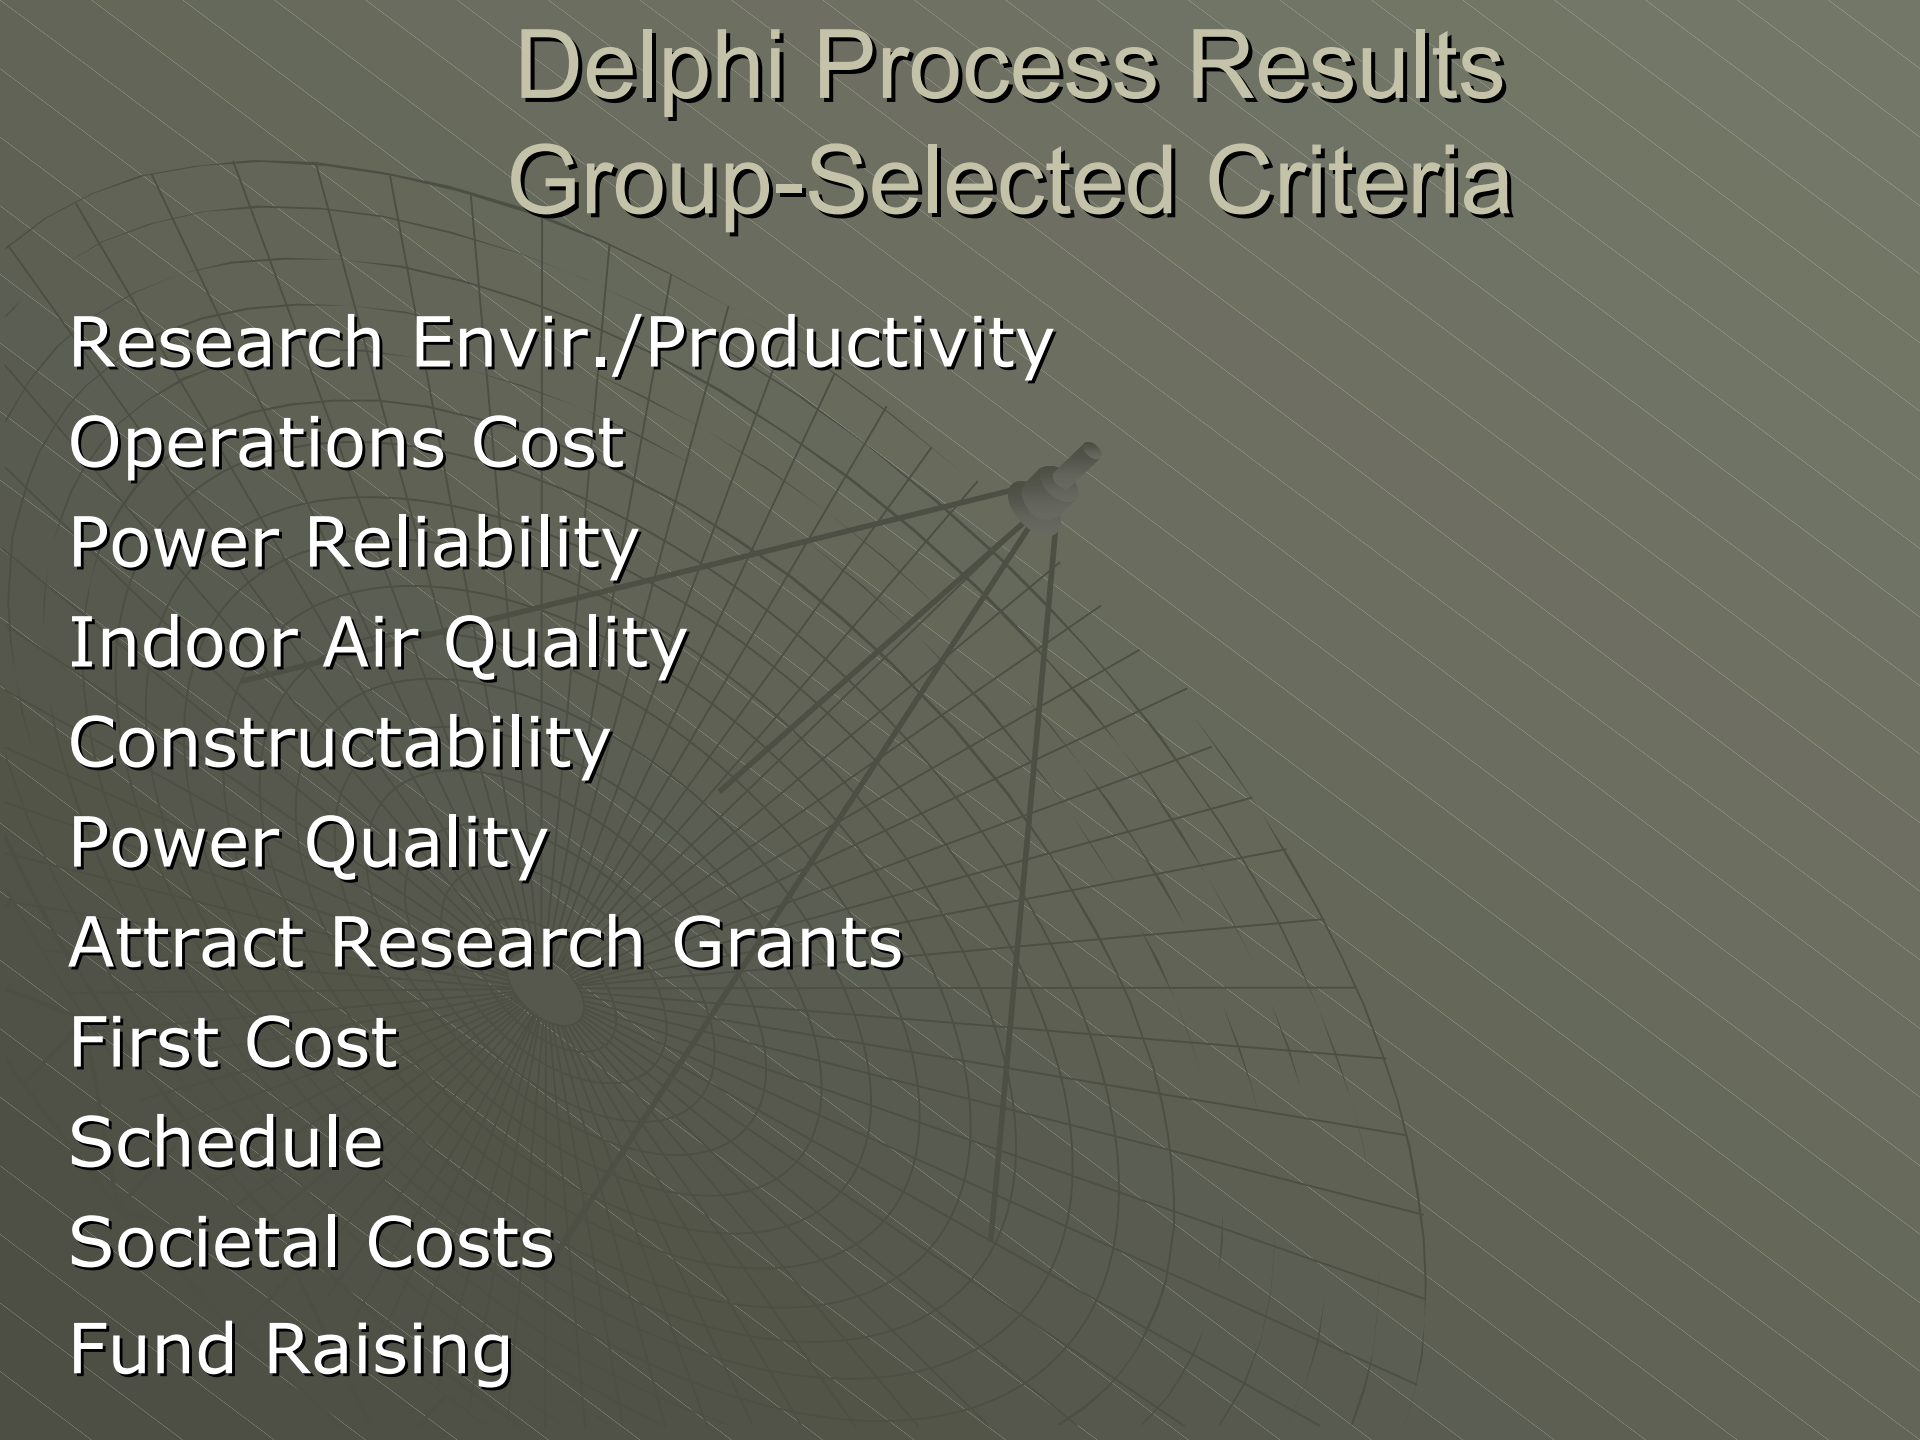 Delphi Process Results
Group-Selected Criteria
Research Envir./Productivity
Operations Cost
Power Reliability
Indoor Air Quality
Constructability
Power Quality
Attract Research Grants
First Cost
Schedule
Societal Costs
Fund Raising